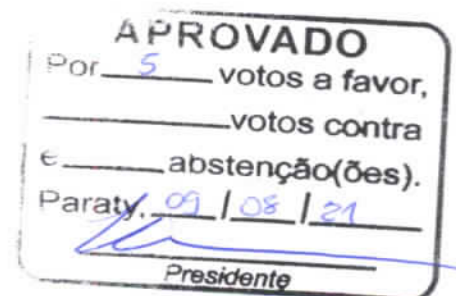 APROVADO
Por 5 votos a favor,
votos contra
e abstenção(ões).
Paraty, 09 / 08 / 21
Presidente